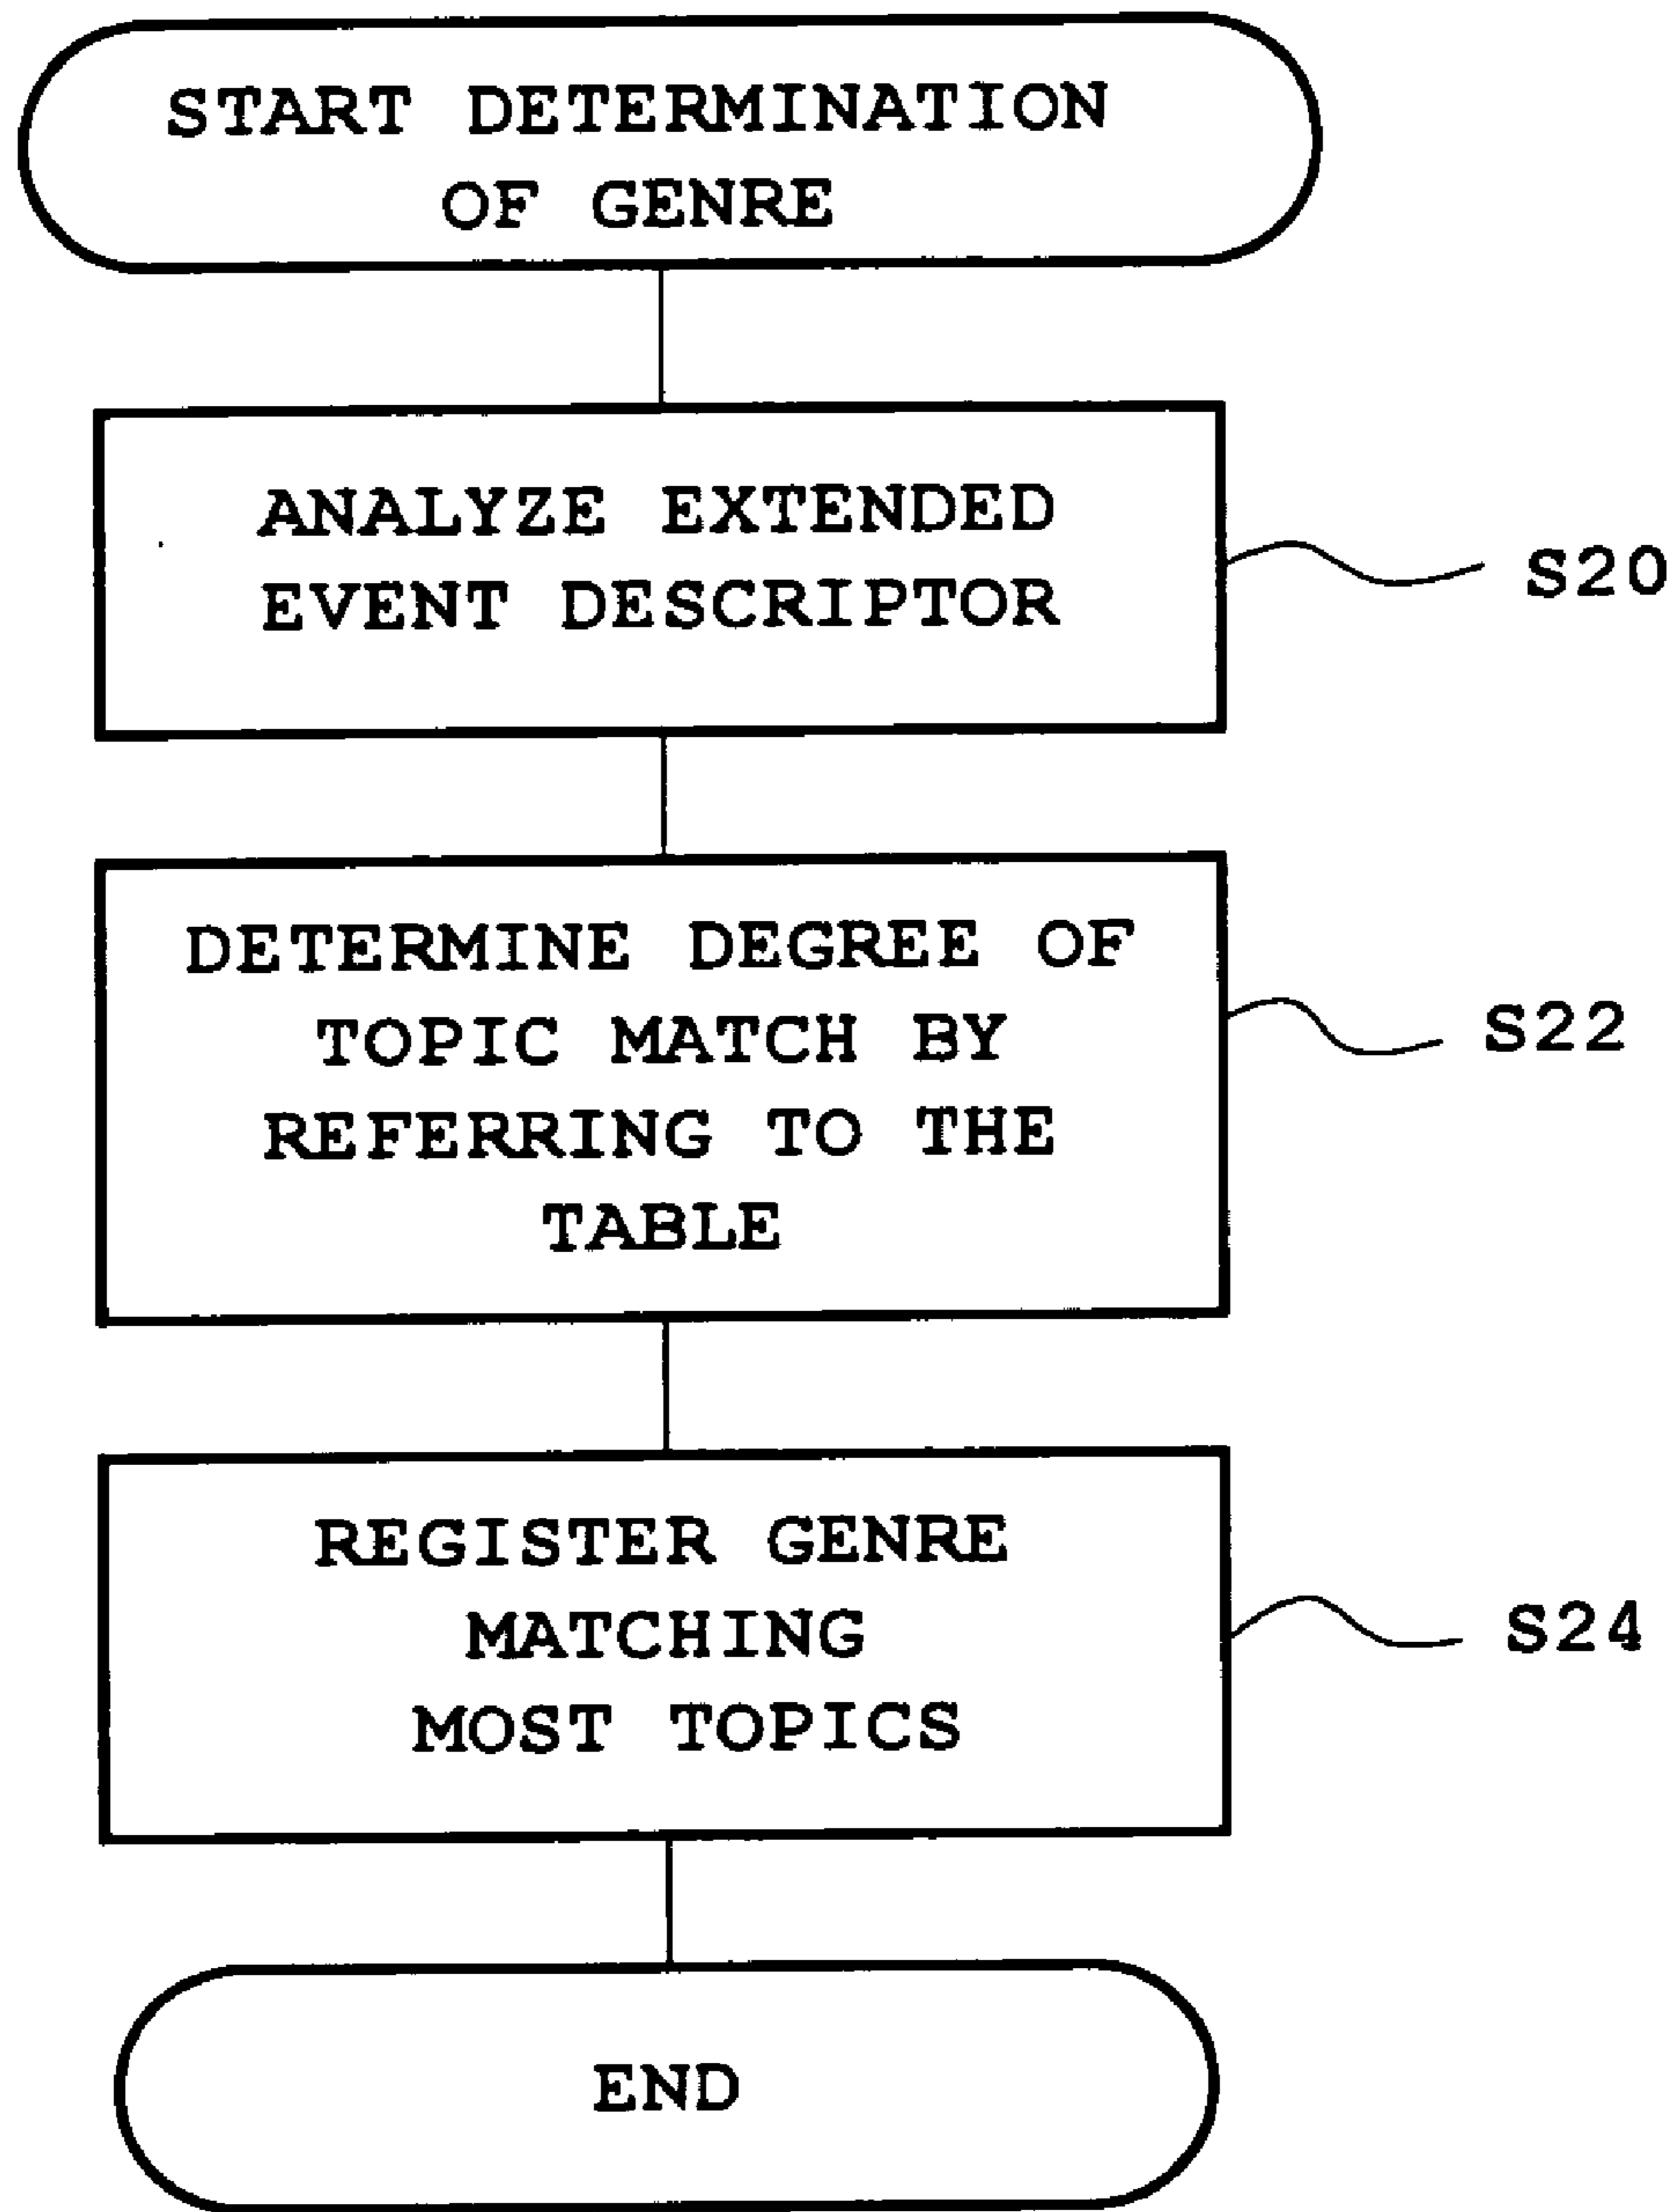 START DETERMINATION
OF GENRE
ANALYZE EXTENDED
EVENT DESCRIPTOR
S20
DETERMINE DEGREE OF
TOPIC MATCH BY
REFERRING TO THE
TABLE
S22
REGISTER GENRE
MATCHING
MOST TOPICS
S24
END